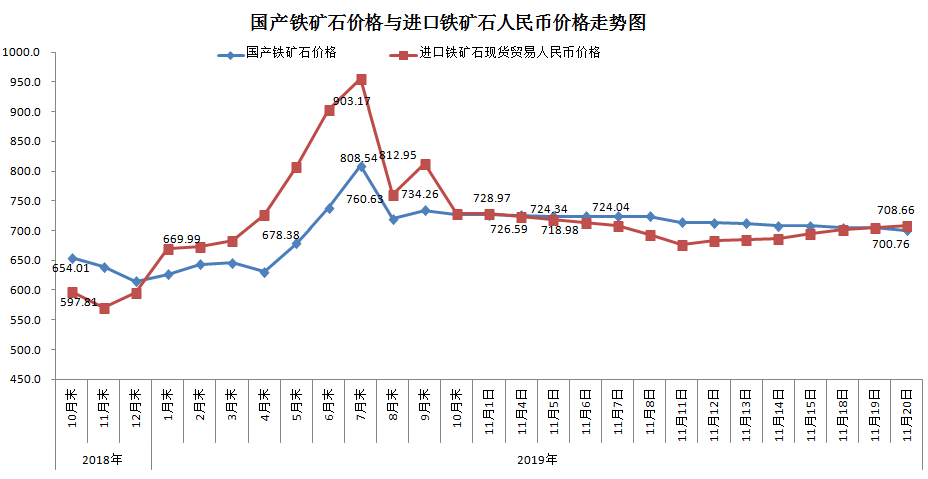 国产铁矿石价格与进口铁矿石人民币价格走势图
国产铁矿石价格 进口铁矿石现货贸易人民币价格
1000.0
950.0
900.0
850.0
800.0
750.0
700.0
650.0
600.0
550.0
500.0
450.0
654.01
597.81
669.99
678.38
903.17
808.54
760.63
812.95
734.26
728.97
726.59
724.34
718.98
724.04
708.66
700.76
10月末
11月末
12月末
1月末
2月末
3月末
4月末
5月末
6月末
7月末
8月末
9月末
10月末
11月1日
11月4日
11月5日
11月6日
11月7日
11月8日
11月11日
11月12日
11月13日
11月14日
11月15日
11月18日
11月19日
11月20日
2018年 2019年